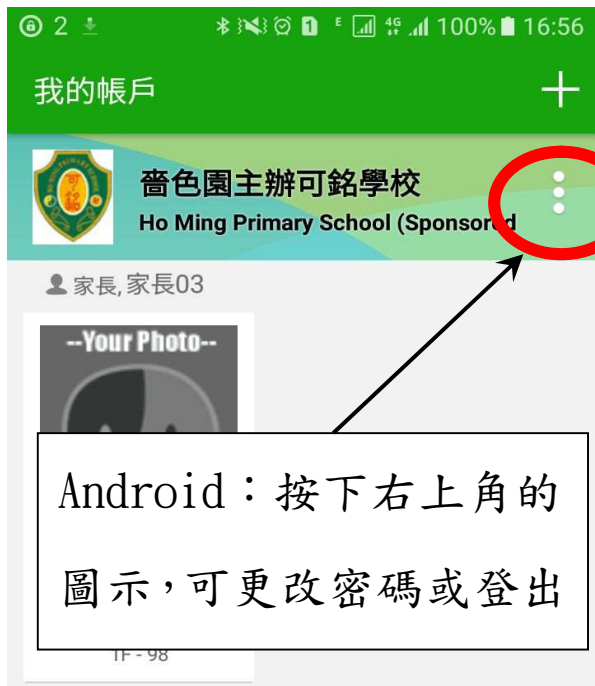 2 E 4G 100% 16:56
我的帳戶
嗇色園主辦可銘學校
Ho Ming Primary School (Sponsored
家長, 家長03
--Your Photo--
Android：按下右上角的
圖示，可更改密碼或登出
1F - 98